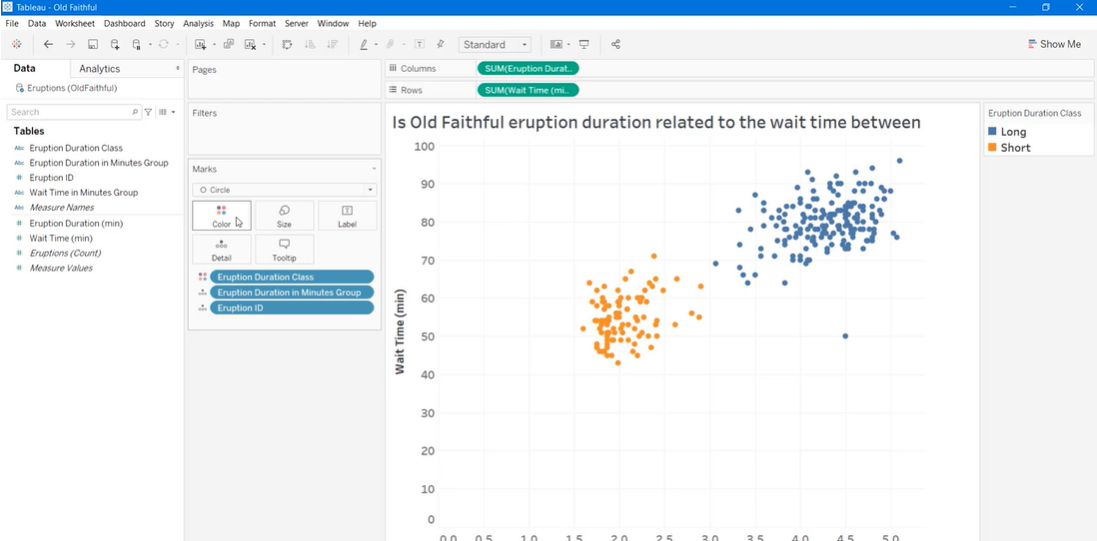 Tableau - Old Faithful
File Data Worksheet Dashboard Story Analysis Map Format Server Window Help
Standard
Show Me
Data Analytics
Eruptions (OldFaithful)
Search
Tables
Abc Eruption Duration Class
Abc Eruption Duration in Minutes Group
# Eruption ID
Abc Wait Time in Minutes Group
Abc Measure Names
# Eruption Duration (min)
# Wait Time (min)
# Eruptions (Count)
# Measure Values
Pages
Filters
Marks
Circle
Color Size Label
Detail Tooltip
Eruption Duration Class
Eruption Duration in Minutes Group
Eruption ID
Columns SUM(Eruption Durat..
Rows SUM(Wait Time (mi..
Is Old Faithful eruption duration related to the wait time between
Wait Time (min)
100
90
80
70
60
50
40
30
20
10
0
0.0 0.5 1.0 1.5 2.0 2.5 3.0 3.5 4.0 4.5 5.0
Eruption Duration Class
Long
Short